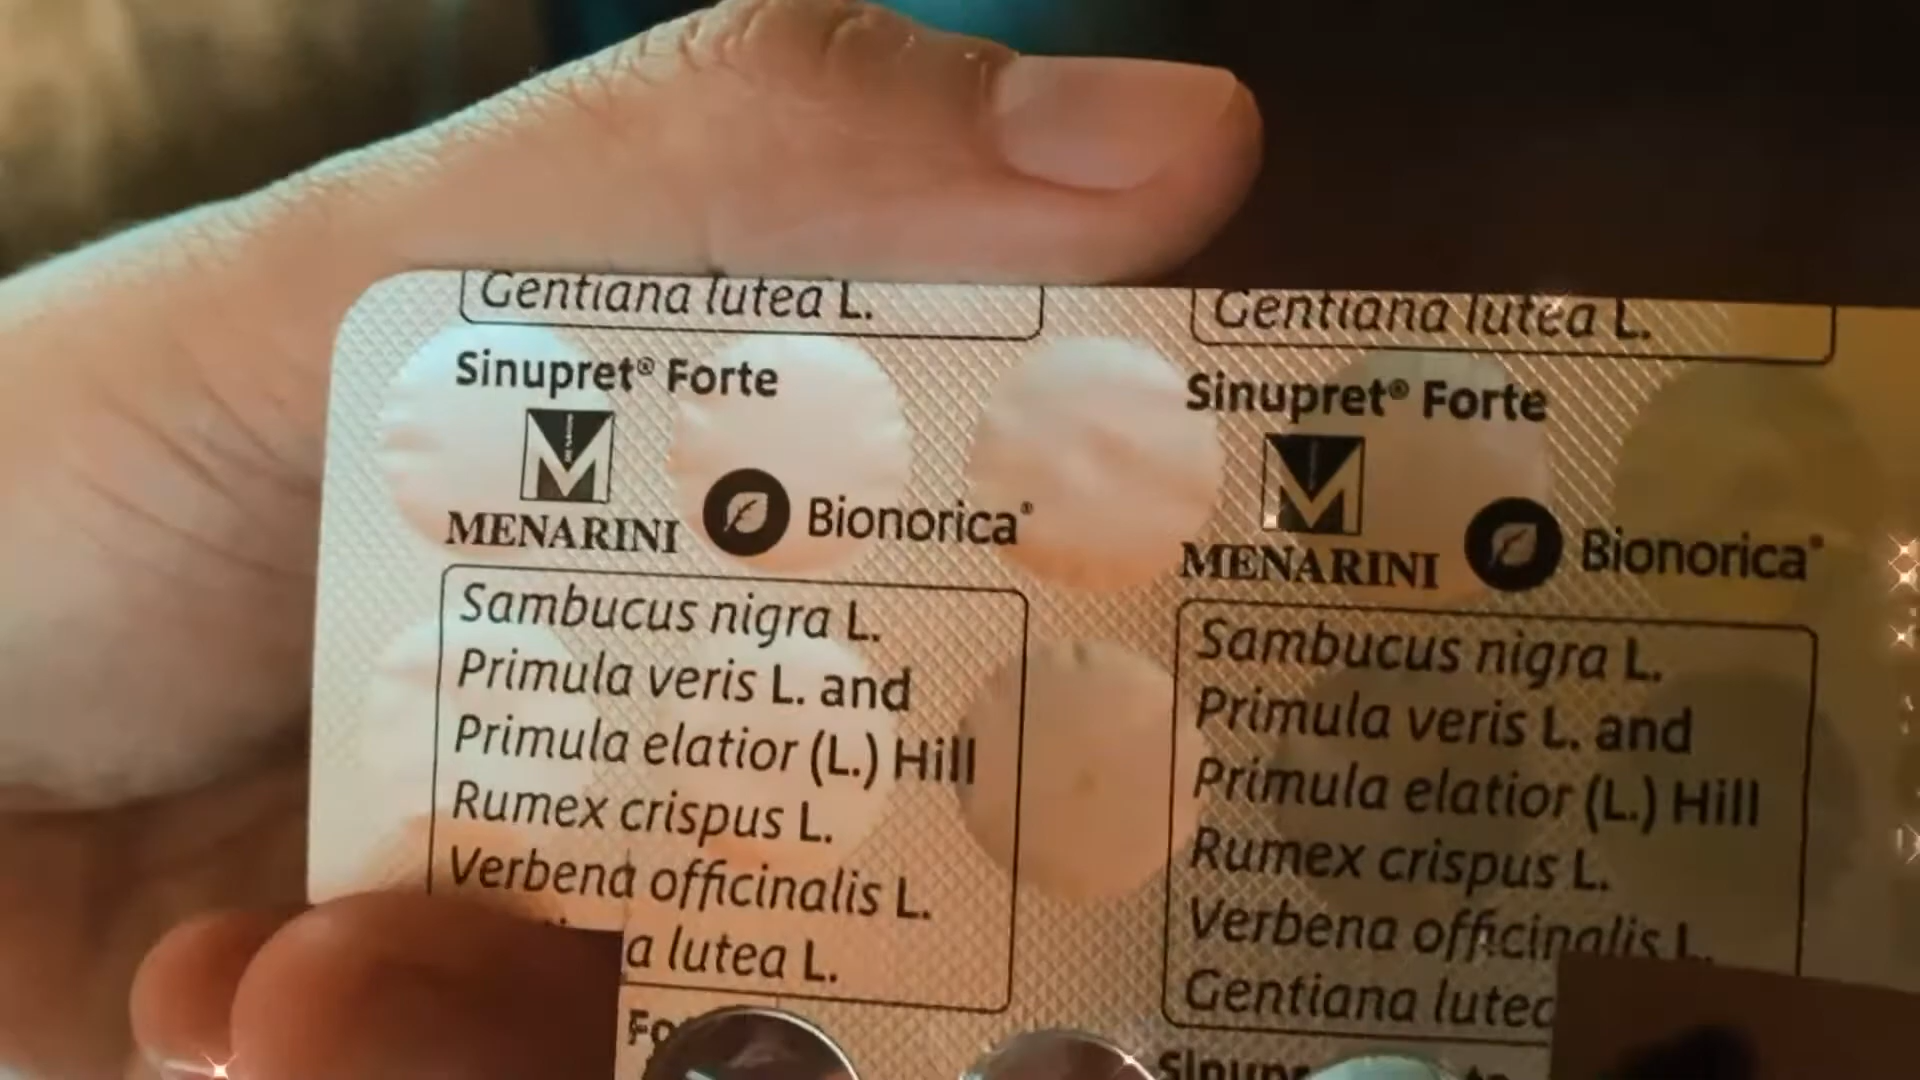 Gentiana lutea L.
Sinupret® Forte
MENARINI
Bionorica®
Sambucus nigra L.
Primula veris L. and
Primula elatior (L.) Hill
Rumex crispus L.
Verbena officinalis L.
a lutea L.
Fo
Gentiana lutea L.
Sinupret® Forte
MENARINI
Bionorica®
Sambucus nigra L.
Primula veris L. and
Primula elatior (L.) Hill
Rumex crispus L.
Verbena officinalis L.
Gentiana lutea
Sinupr